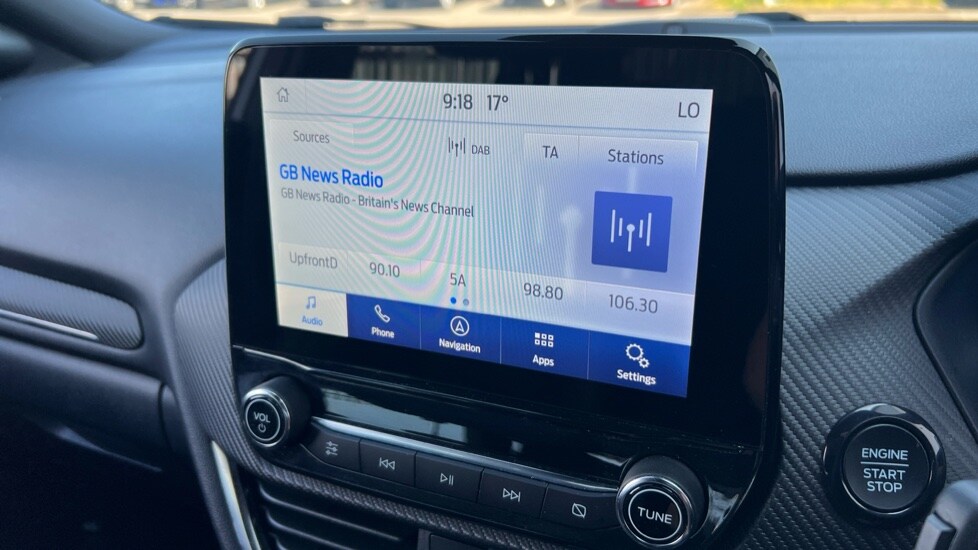 9:18 17° LO
Sources DAB TA Stations
GB News Radio
GB News Radio - Britain's News Channel
UpfrontD 90.10 5A 98.80 106.30
Audio Phone Navigation Apps Settings
VOL
TUNE
ENGINE
START
STOP